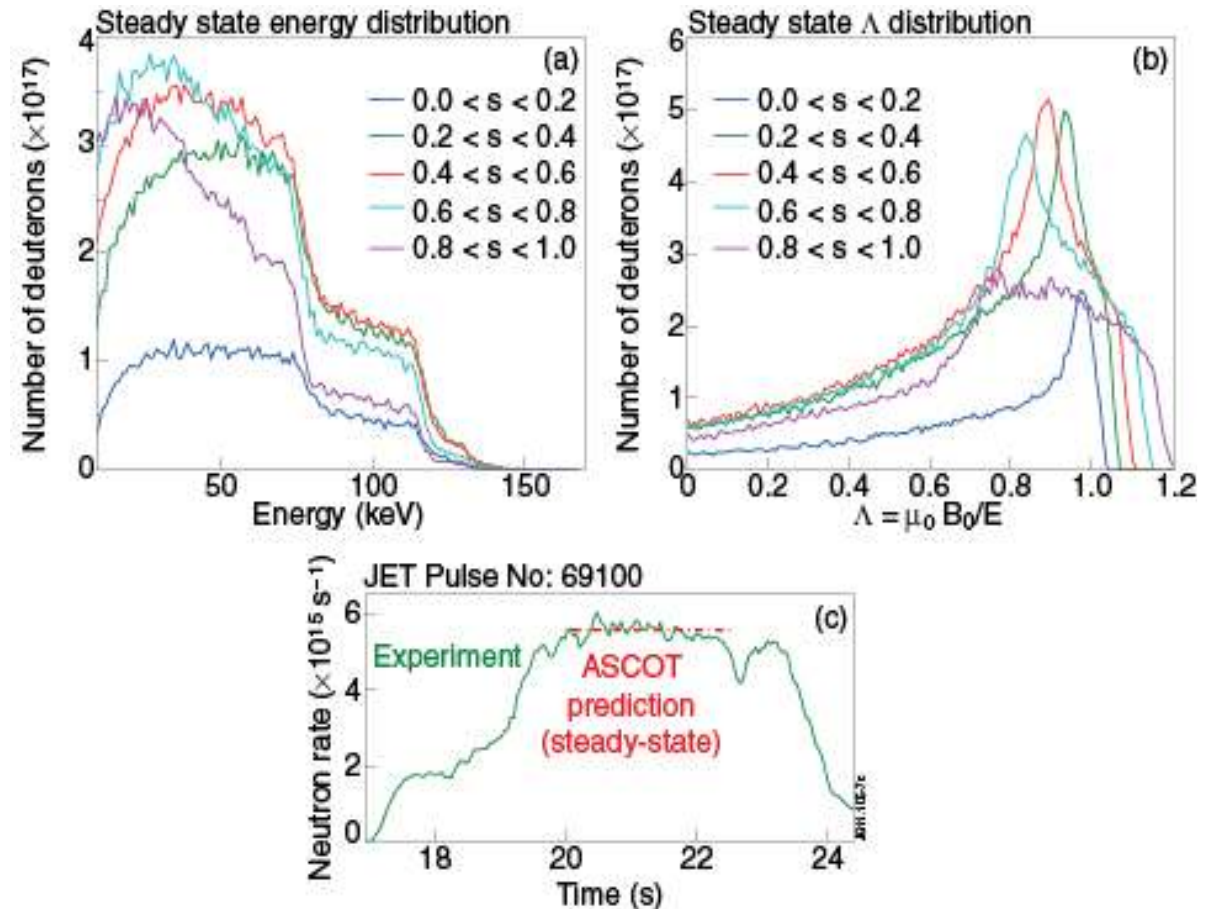 Steady state energy distribution
(a)
Number of deuterons (×10¹⁷)
4
3
2
1
0
0.0 < s < 0.2
0.2 < s < 0.4
0.4 < s < 0.6
0.6 < s < 0.8
0.8 < s < 1.0
50
100
150
Energy (keV)
Steady state Λ distribution
(b)
Number of deuterons (×10¹⁷)
6
5
4
3
2
1
0
0.0 < s < 0.2
0.2 < s < 0.4
0.4 < s < 0.6
0.6 < s < 0.8
0.8 < s < 1.0
0
0.2
0.4
0.6
0.8
1.0
1.2
Λ = μ₀ B₀/E
JET Pulse No: 69100
(c)
Neutron rate (×10¹⁵ s⁻¹)
6
4
2
0
Experiment
ASCOT
prediction
(steady-state)
18
20
22
24
Time (s)